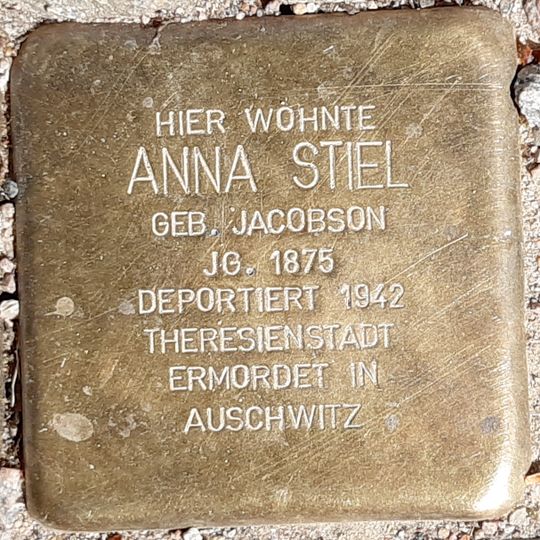 HIER WOHNTE
ANNA STIEL
GEB. JACOBSON
JG. 1875
DEPORTIERT 1942
THERESIENSTADT
ERMORDET IN
AUSCHWITZ